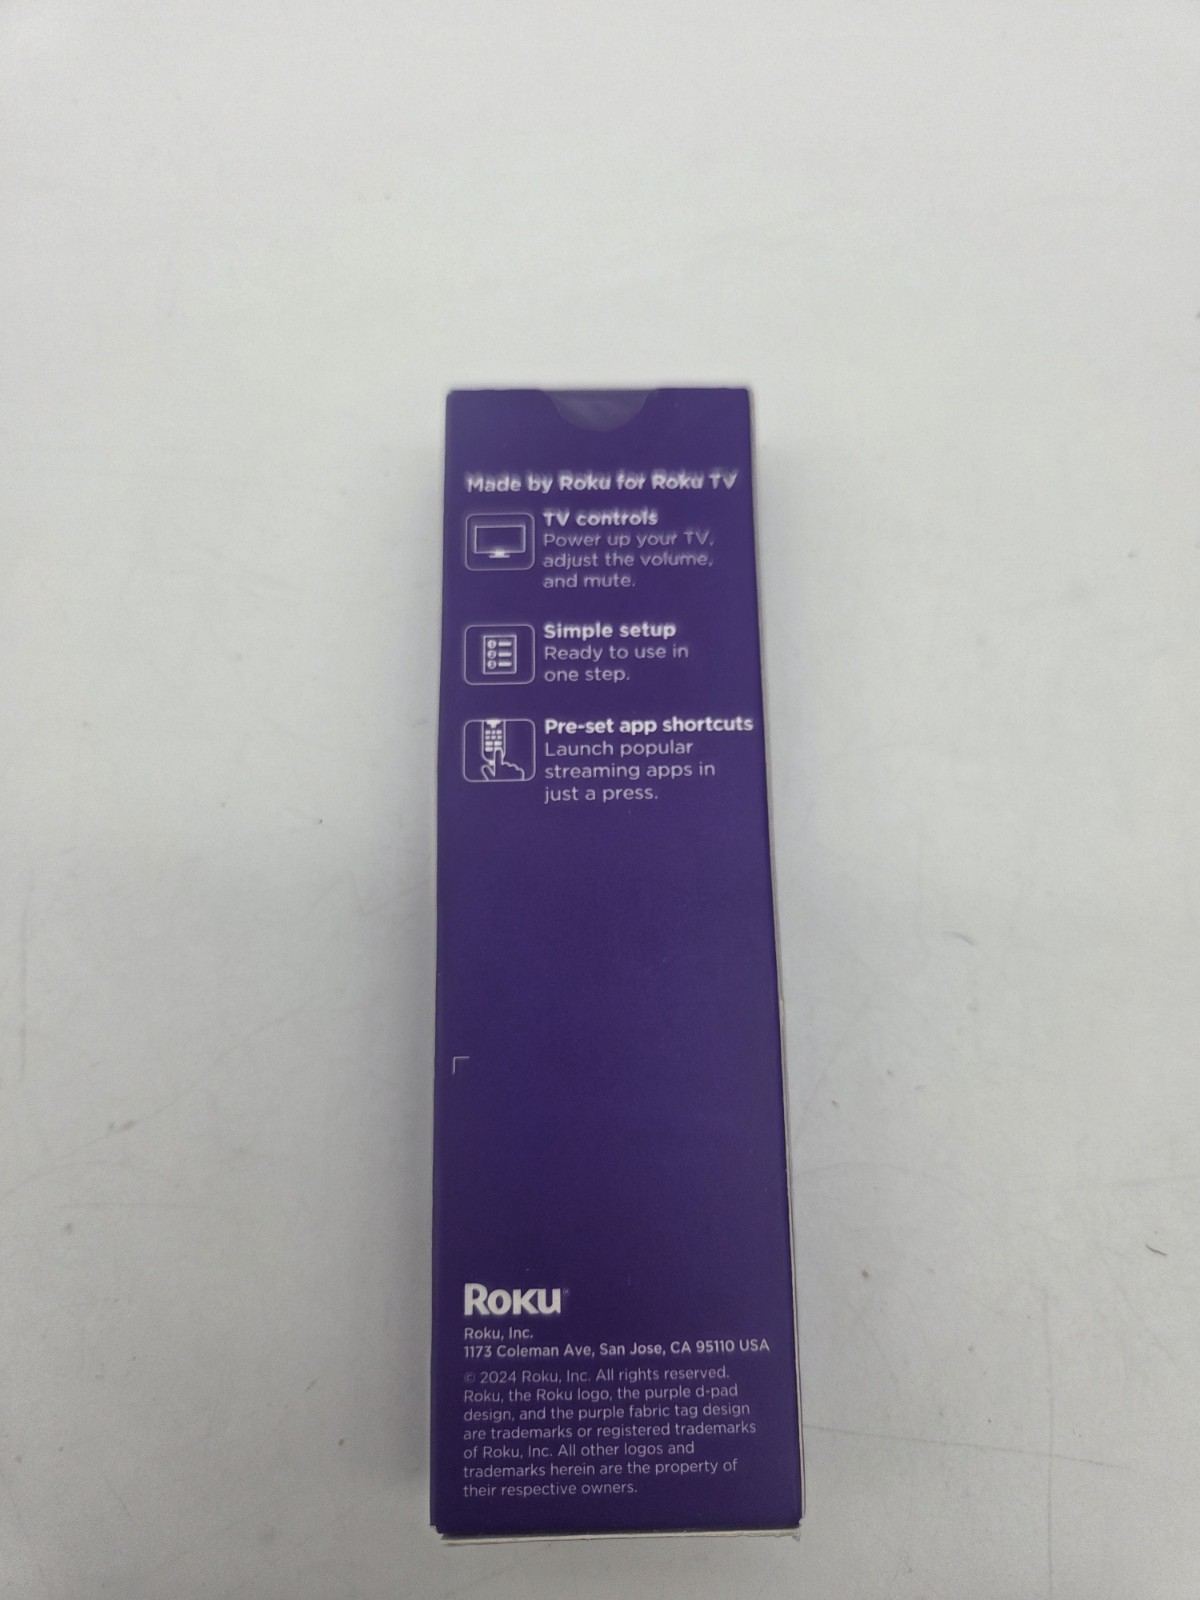 Made by Roku for Roku TV
TV controls
Power up your TV,
adjust the volume,
and mute.
Simple setup
Ready to use in
one step.
Pre-set app shortcuts
Launch popular
streaming apps in
just a press.
ROKU
Roku, Inc.
1173 Coleman Ave, San Jose, CA 95110 USA
© 2024 Roku, Inc. All rights reserved.
Roku, the Roku logo, the purple d-pad
design, and the purple fabric tag design
are trademarks or registered trademarks
of Roku, Inc. All other logos and
trademarks herein are the property of
their respective owners.